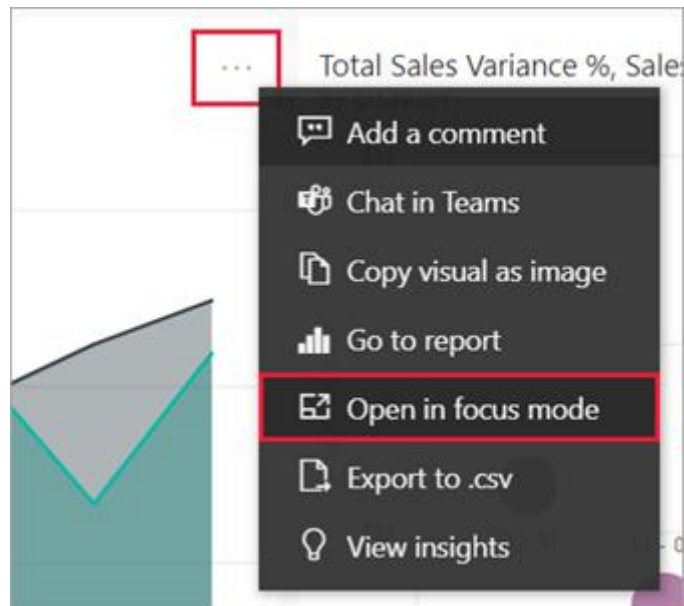 ...
Total Sales Variance %, Sale
Add a comment
Chat in Teams
Copy visual as image
Go to report
Open in focus mode
Export to .csv
View insights